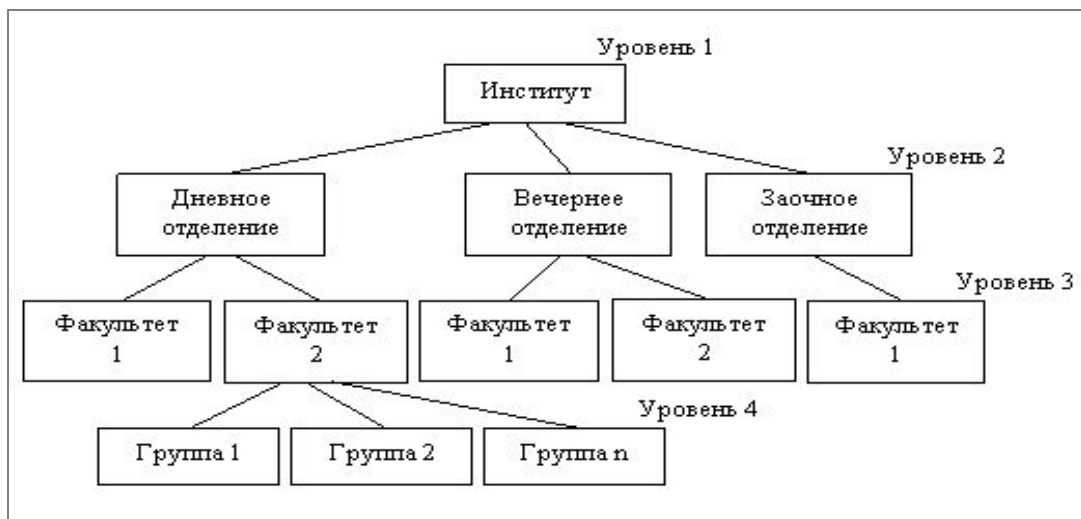 Уровень 1
Институт
Уровень 2
Дневное
отделение
Вечернее
отделение
Заочное
отделение
Уровень 3
Факультет
1
Факультет
2
Факультет
1
Факультет
2
Факультет
1
Уровень 4
Группа 1
Группа 2
Группа n